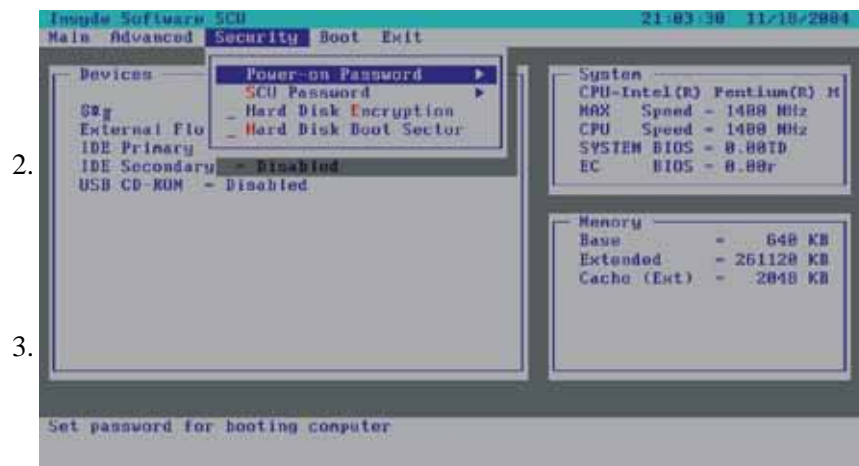 Insyde Software SCU 21:03:30 11/18/2004
Main Advanced Security Boot Exit
Power-on Password
SCU Password
_ Hard Disk Encryption
_ Hard Disk Boot Sector
Devices
External Flo
IDE Primary
2.
IDE Secondary - Disabled
USB CD-ROM - Disabled
System
CPU-Intel(R) Pentium(R) M
MAX Speed - 1400 MHz
CPU Speed - 1400 MHz
SYSTEM BIOS - 0.00TD
EC BIOS - 0.00r
Memory
Base - 640 KB
Extended - 261120 KB
Cache (Ext) - 2048 KB
3.
Set password for booting computer